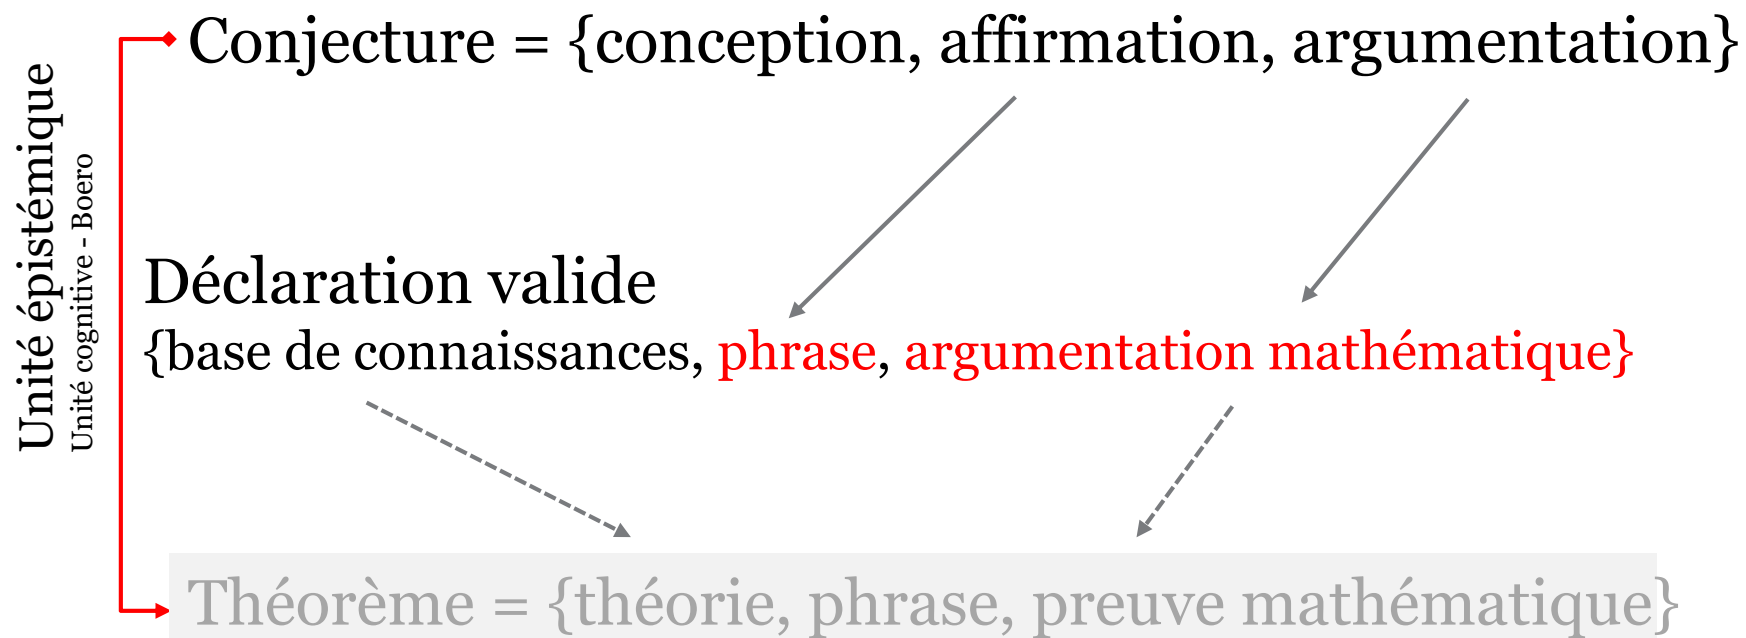 Conjecture = {conception, affirmation, argumentation}
Unité épistémique
Unité cognitive - Boero
Déclaration valide
{base de connaissances, phrase, argumentation mathématique}
Théorème = {théorie, phrase, preuve mathématique}